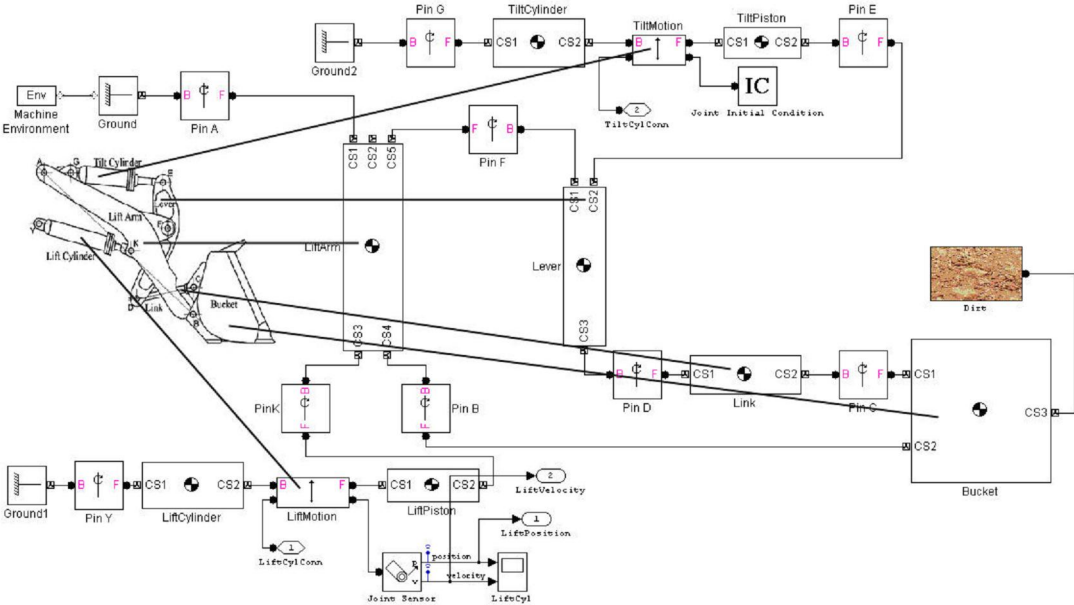 Pin G
TiltCylinder
TiltMotion
TiltPiston
Pin E
Ground2
B
F
CS1
CS2
B
F
CS1
CS2
B
F
IC
2
TiltCylConn
Joint Initial Condition
Env
Machine
Environment
Ground
B
F
Pin A
F
B
Pin F
CS1
CS2
CS5
LiftArm
CS3
CS4
CS1
CS2
Lever
CS3
A
G
Tilt Cylinder
E
Lever
Lift Arm
F
Y
K
Lift Cylinder
C
D
Link
B
Bucket
Dirt
B
F
Pin D
CS1
CS2
Link
B
F
Pin C
CS1
CS2
CS3
Bucket
B
F
PinK
B
F
Pin B
Ground1
B
F
Pin Y
CS1
CS2
LiftCylinder
B
F
LiftMotion
CS1
CS2
LiftPiston
2
LiftVelocity
1
LiftPosition
1
LiftCylConn
p
v
position
velocity
Joint Sensor
LiftCyl